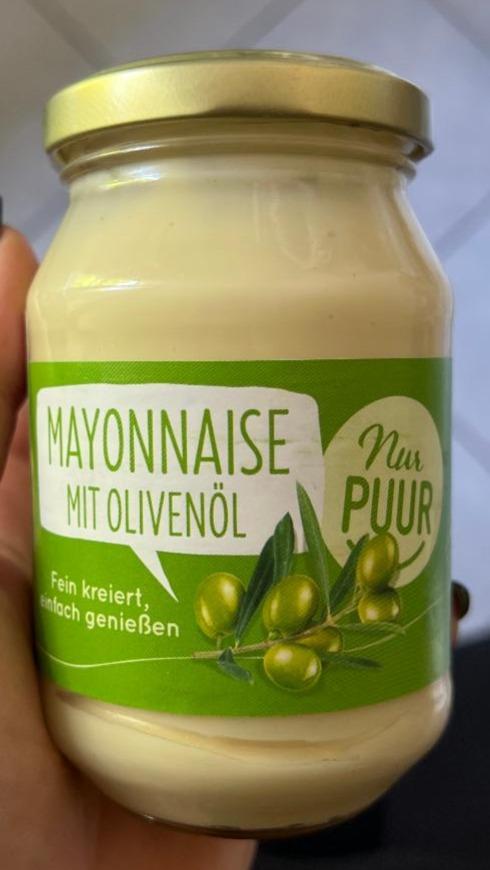 MAYONNAISE
MIT OLIVENÖL
Nur
PUUR
Fein kreiert,
einfach genießen